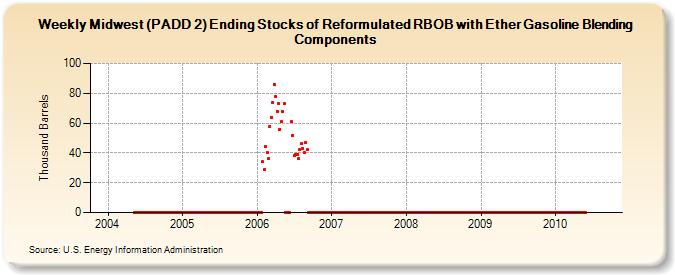 Weekly Midwest (PADD 2) Ending Stocks of Reformulated RBOB with Ether Gasoline Blending
Components
Thousand Barrels
100
80
60
40
20
0
2004 2005 2006 2007 2008 2009 2010
Source: U.S. Energy Information Administration